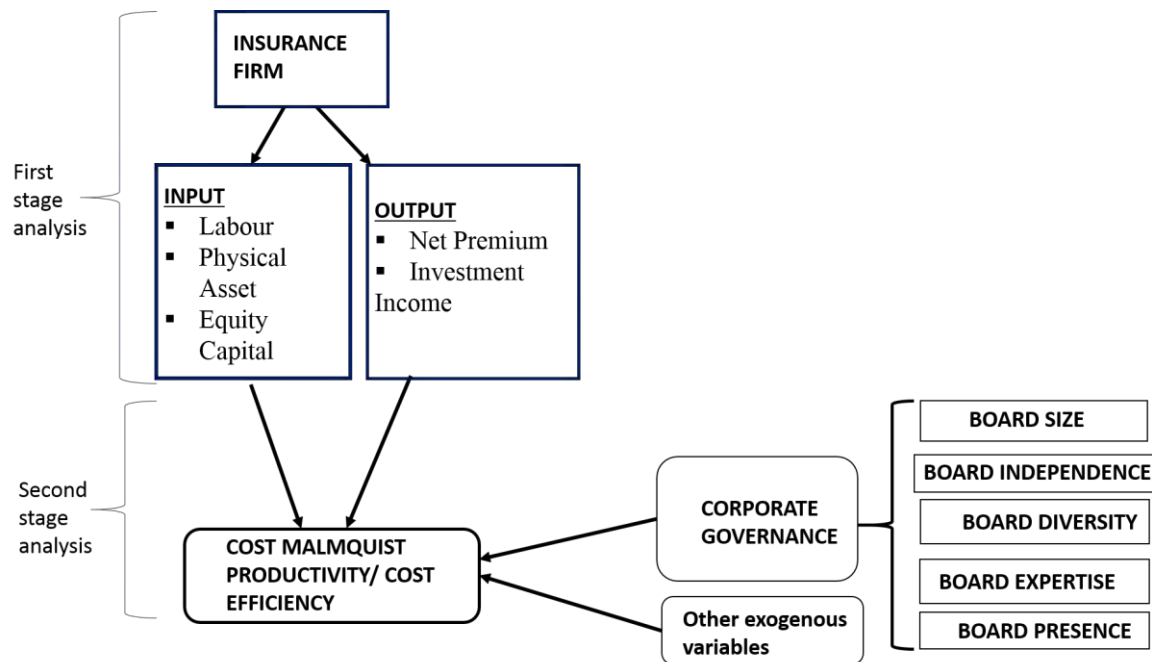 INSURANCE
FIRM
First
stage
analysis
INPUT
▪ Labour
▪ Physical
Asset
▪ Equity
Capital
OUTPUT
▪ Net Premium
▪ Investment
Income
Second
stage
analysis
COST MALMQUIST
PRODUCTIVITY/ COST
EFFICIENCY
CORPORATE
GOVERNANCE
Other exogenous
variables
BOARD SIZE
BOARD INDEPENDENCE
BOARD DIVERSITY
BOARD EXPERTISE
BOARD PRESENCE